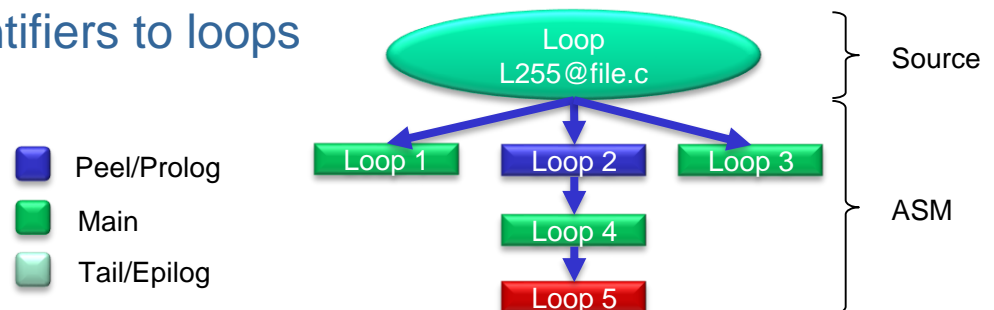 ntifiers to loops
Loop
L255@file.c
Source
Peel/Prolog
Main
Tail/Epilog
Loop 1
Loop 2
Loop 3
Loop 4
Loop 5
ASM